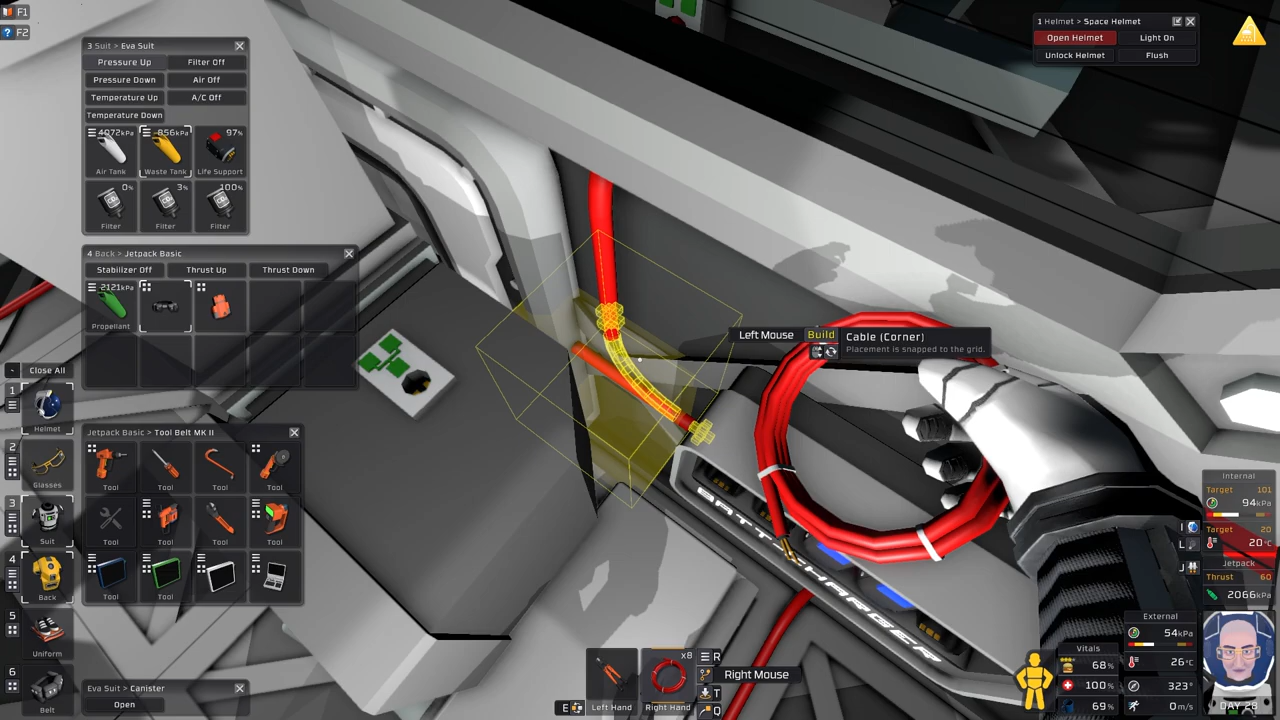 F1
F2
3 Suit > Eva Suit
Pressure Up
Filter Off
Pressure Down
Air Off
Temperature Up
A/C Off
Temperature Down
4072kPa
856kPa
97%
Air Tank
Waste Tank
Life Support
0%
3%
100%
Filter
Filter
Filter
4 Back > Jetpack Basic
Stabilizer Off
Thrust Up
Thrust Down
2121kPa
Propellant
Close All
1
Helmet
2
Glasses
3
Suit
4
Back
5
Uniform
6
Belt
Jetpack Basic > Tool Belt MK II
Tool
Tool
Tool
Tool
Tool
Tool
Tool
Tool
Tool
Tool
Tool
Eva Suit > Canister
Open
1 Helmet > Space Helmet
Open Helmet
Light On
Unlock Helmet
Flush
Left Mouse
Build
Cable (Corner)
Placement is snapped to the grid.
E
Left Hand
x8
Right Hand
R
T
Q
Right Mouse
Internal
Target 101
94kPa
Target 20
20°C
Jetpack
Thrust 60
2066kPa
I
L
J
External
54kPa
26°C
323°
0m/s
Vitals
68%
100%
69%
DAY 28